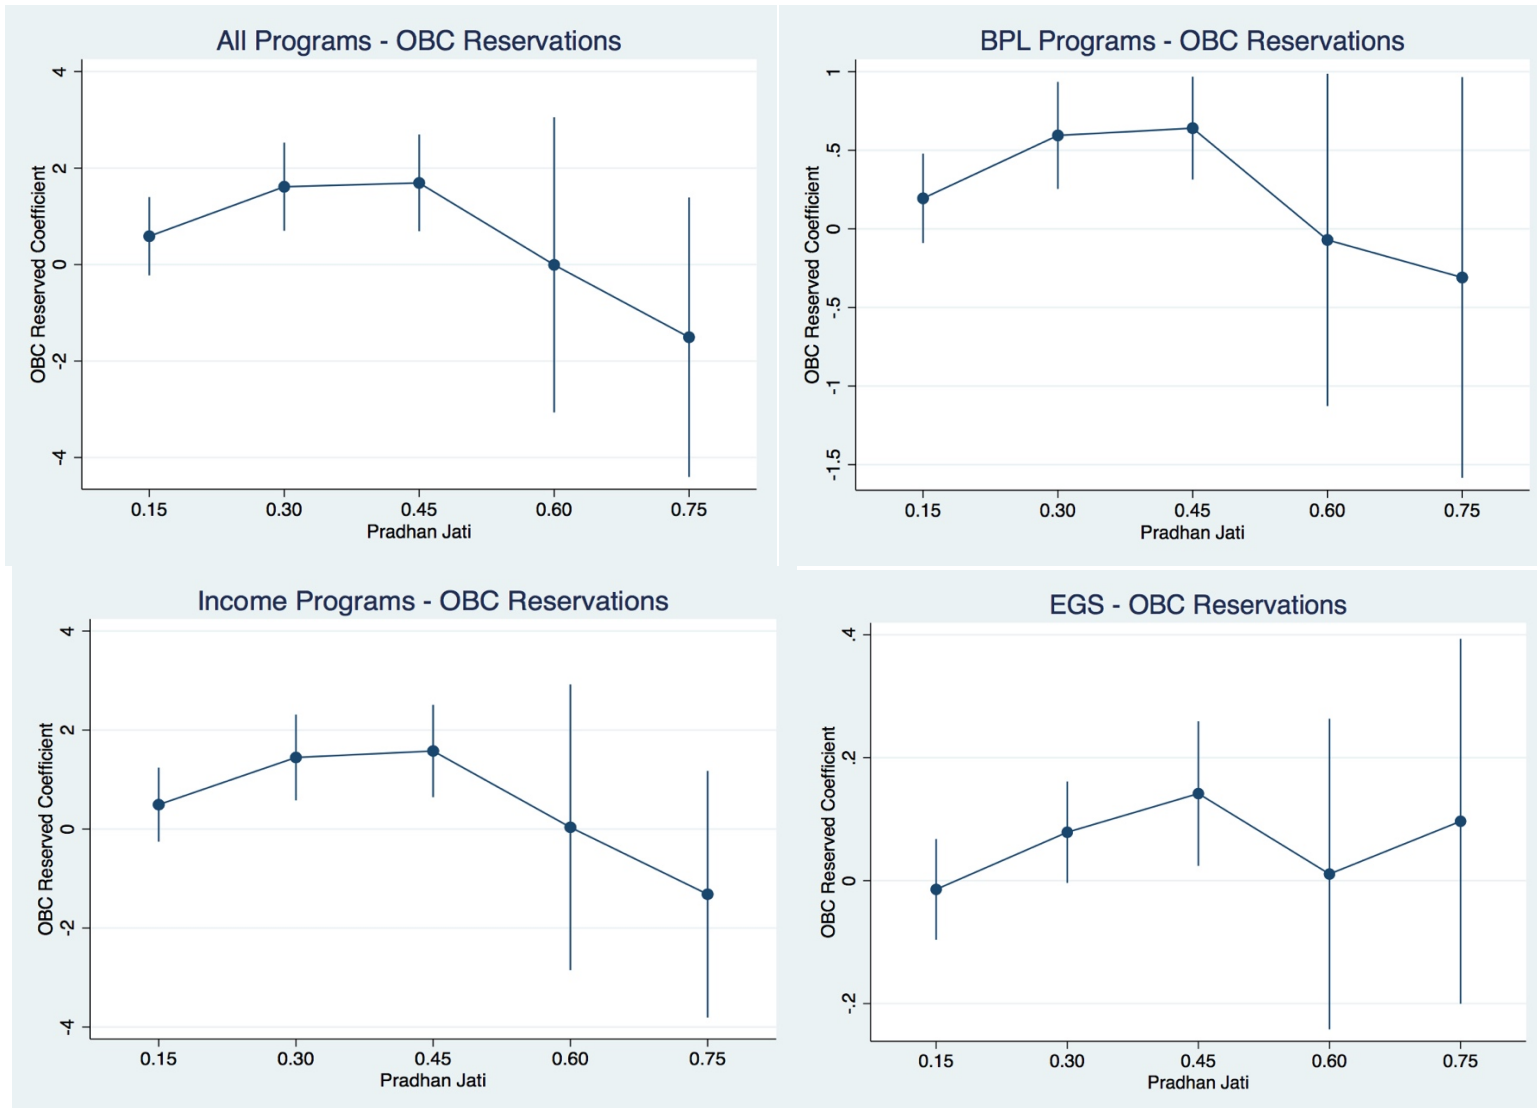 All Programs - OBC Reservations
OBC Reserved Coefficient
4
2
0
-2
-4
0.15 0.30 0.45 0.60 0.75
Pradhan Jati
BPL Programs - OBC Reservations
OBC Reserved Coefficient
1
.5
0
-.5
-1
-1.5
0.15 0.30 0.45 0.60 0.75
Pradhan Jati
Income Programs - OBC Reservations
OBC Reserved Coefficient
4
2
0
-2
-4
0.15 0.30 0.45 0.60 0.75
Pradhan Jati
EGS - OBC Reservations
OBC Reserved Coefficient
.4
.2
0
-.2
0.15 0.30 0.45 0.60 0.75
Pradhan Jati